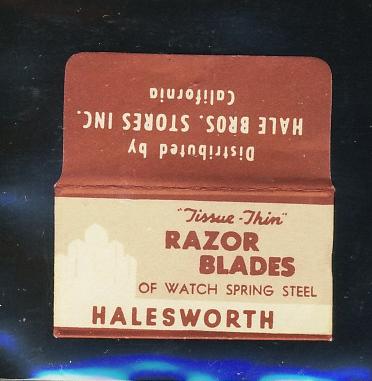 Distributed by
HALE BROS. STORES INC.
California
"Tissue-Thin"
RAZOR
BLADES
OF WATCH SPRING STEEL
HALESWORTH